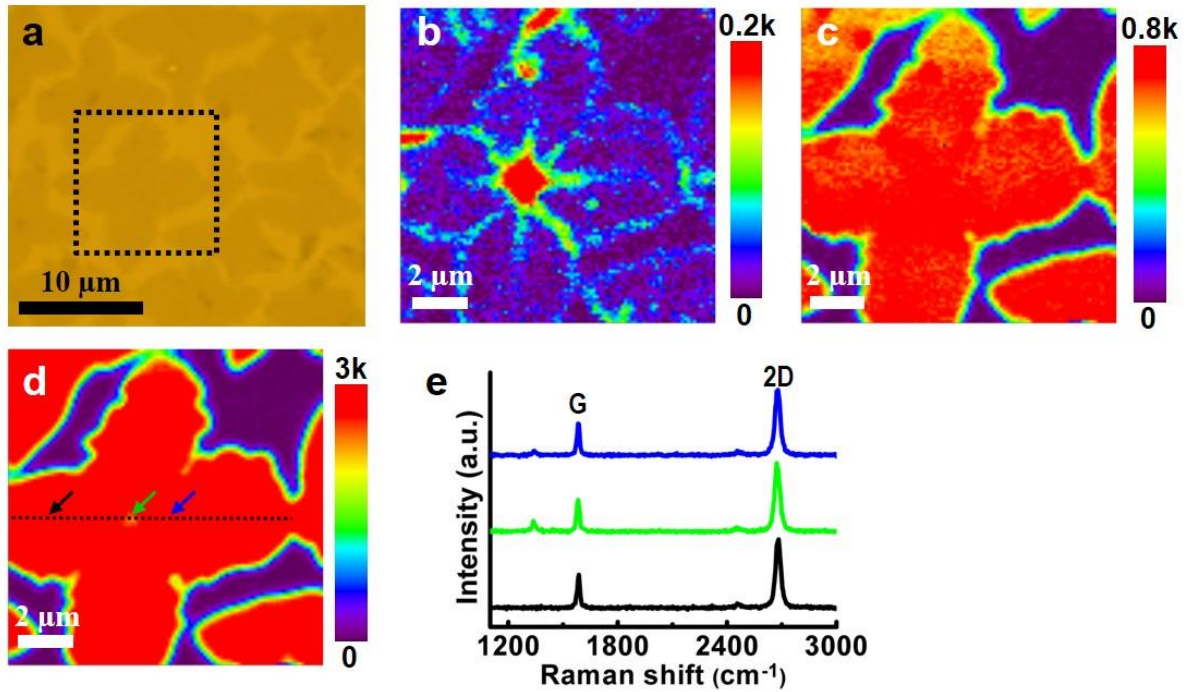 a
10 µm
b
2 µm
0.2k
0
c
2 µm
0.8k
0
d
2 µm
3k
0
e
G
2D
Intensity (a.u.)
1200 1800 2400 3000
Raman shift (cm⁻¹)